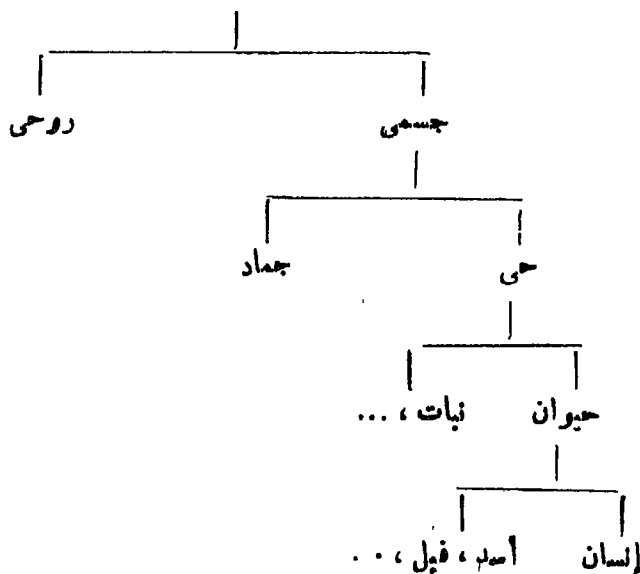 جسمى روحى
حى جماد
حيوان نبات ، ...
إنسان أسد ، فيل ، . .